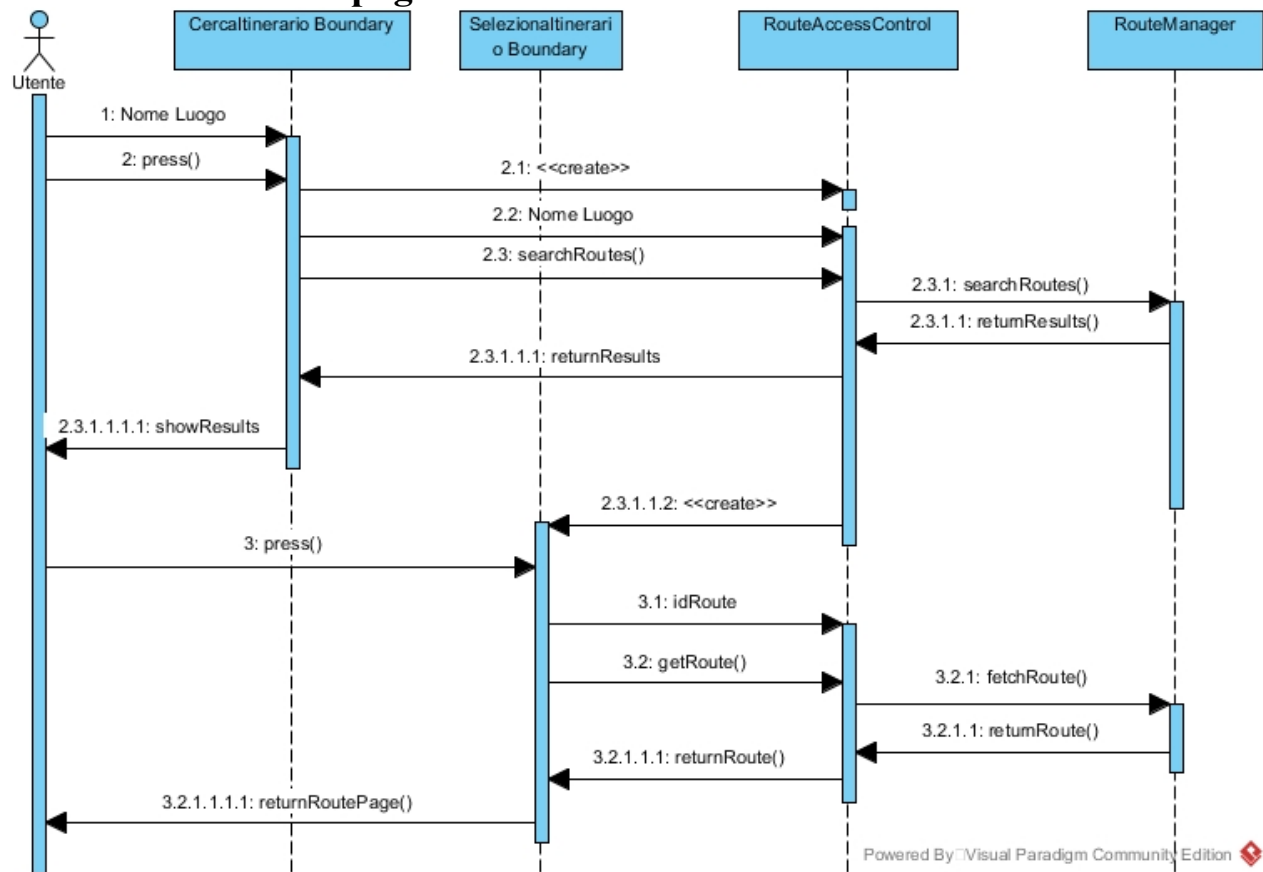 pag
Utente
CercaItinerario Boundary
SelezionaItinerari
o Boundary
RouteAccessControl
RouteManager
1: Nome Luogo
2: press()
2.1: <<create>>
2.2: Nome Luogo
2.3: searchRoutes()
2.3.1: searchRoutes()
2.3.1.1: returnResults()
2.3.1.1.1: returnResults
2.3.1.1.1.1: showResults
2.3.1.1.2: <<create>>
3: press()
3.1: idRoute
3.2: getRoute()
3.2.1: fetchRoute()
3.2.1.1: returnRoute()
3.2.1.1.1: returnRoute()
3.2.1.1.1.1: returnRoutePage()
Powered By Visual Paradigm Community Edition